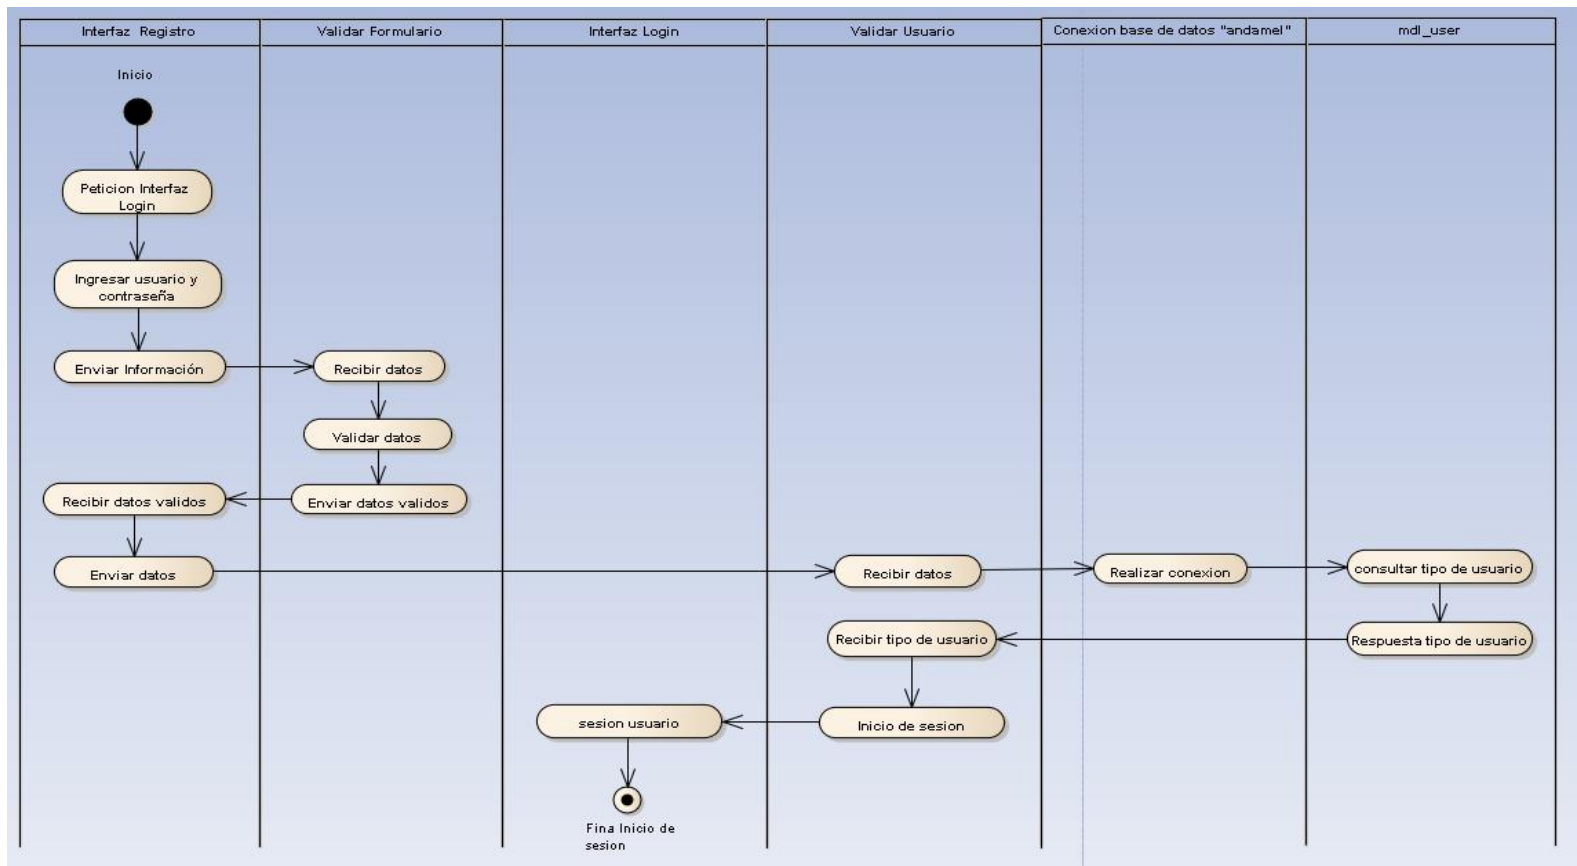 Interfaz Registro
Validar Formulario
Interfaz Login
Validar Usuario
Conexion base de datos "andamel"
mdl_user
Inicio
Peticion Interfaz
Login
Ingresar usuario y
contraseña
Enviar Información
Recibir datos
Validar datos
Recibir datos validos
Enviar datos validos
Enviar datos
Recibir datos
Realizar conexion
consultar tipo de usuario
Recibir tipo de usuario
Respuesta tipo de usuario
sesion usuario
Inicio de sesion
Fina Inicio de
sesion